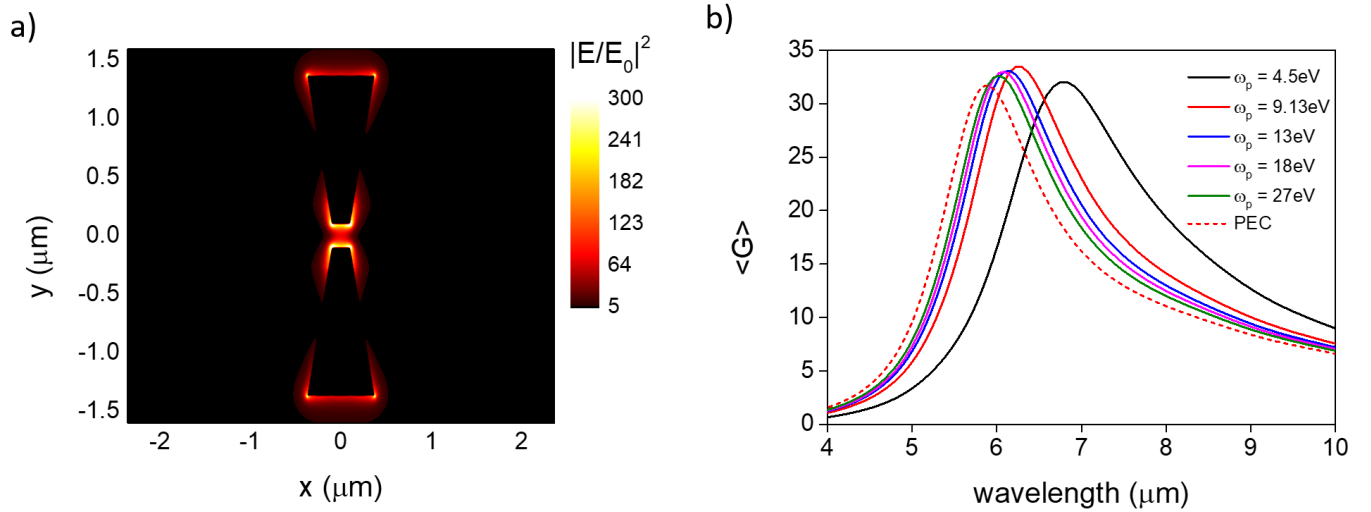 a)
|E/E0|²
300
241
182
123
64
5
1.5
1.0
0.5
0.0
-0.5
-1.0
-1.5
y (μm)
-2 -1 0 1 2
x (μm)
b)
35
30
25
20
15
10
5
0
<G>
ωp = 4.5eV
ωp = 9.13eV
ωp = 13eV
ωp = 18eV
ωp = 27eV
PEC
4 5 6 7 8 9 10
wavelength (μm)